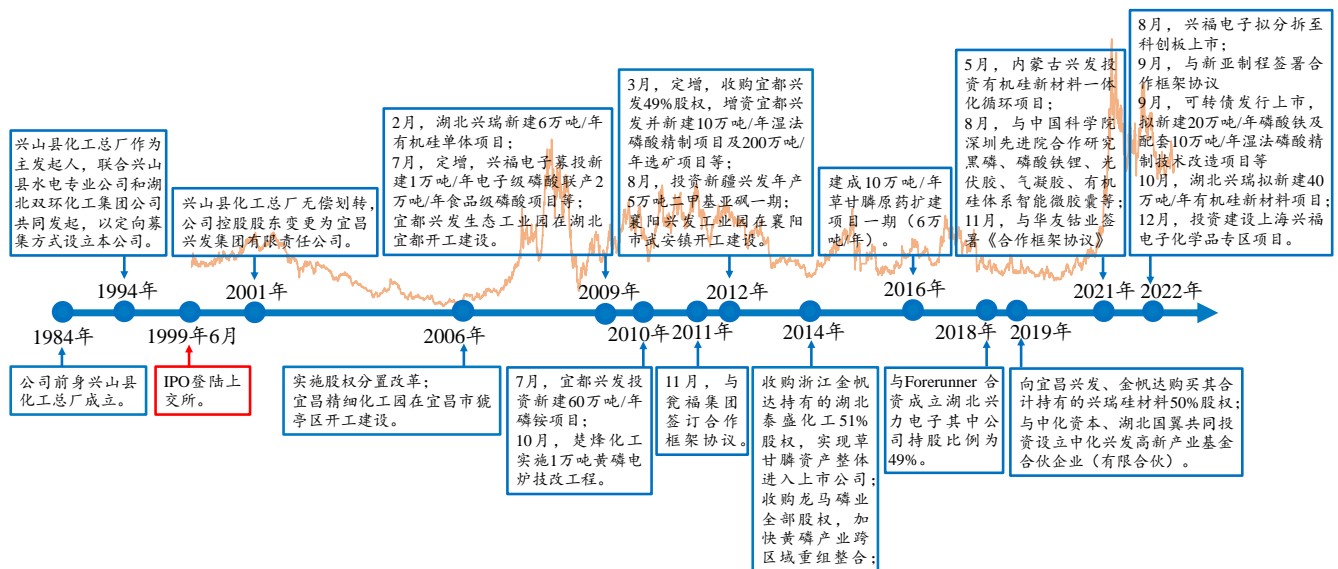 兴山县化工总厂作为
主发起人，联合兴山
县水电专业公司和湖
北双环化工集团公司
共同发起，以定向募
集方式设立本公司。
兴山县化工总厂无偿划转，
公司控股股东变更为宜昌
兴发集团有限责任公司。
2月，湖北兴瑞新建6万吨/年
有机硅单体项目；
7月，定增，兴福电子募投新
建1万吨/年电子级磷酸联产2
万吨/年食品级磷酸项目等；
宜都兴发生态工业园在湖北
宜都开工建设。
3月，定增，收购宜都兴
发49%股权，增资宜都兴
发并新建10万吨/年湿法
磷酸精制项目及200万吨/
年选矿项目等；
8月，投资新疆兴发年产
5万吨二甲基亚砜一期；
襄阳兴发工业园在襄阳
市武安镇开工建设。
建成10万吨/年
草甘膦原药扩建
项目一期（6万
吨/年）。
5月，内蒙古兴发投
资有机硅新材料一体
化循环项目；
8月，与中国科学院
深圳先进院合作研究
黑磷、磷酸铁锂、光
伏胶、气凝胶、有机
硅体系智能微胶囊等；
11月，与华友钴业签
署《合作框架协议》
8月，兴福电子拟分拆至
科创板上市；
9月，与新亚制程签署合
作框架协议
9月，可转债发行上市，
拟新建20万吨/年磷酸铁及
配套10万吨/年湿法磷酸精
制技术改造项目等
10月，湖北兴瑞拟新建40
万吨/年有机硅新材料项目；
12月，投资建设上海兴福
电子化学品专区项目。
1994年
2001年
2009年
2012年
2016年
2021年
2022年
1984年
1999年6月
2006年
2010年
2011年
2014年
2018年
2019年
公司前身兴山县
化工总厂成立。
IPO登陆上
交所。
实施股权分置改革；
宜昌精细化工园在宜昌市猇
亭区开工建设。
7月，宜都兴发投
资新建60万吨/年
磷铵项目；
10月，楚烽化工
实施1万吨黄磷电
炉技改工程。
11月，与
瓮福集团
签订合作
框架协议。
收购浙江金帆
达持有的湖北
泰盛化工51%
股权，实现草
甘膦资产整体
进入上市公司；
收购龙马磷业
全部股权，加
快黄磷产业跨
区域重组整合；
与Forerunner 合
资成立湖北兴
力电子其中公
司持股比例为
49%。
向宜昌兴发、金帆达购买其合
计持有的兴瑞硅材料50%股权；
与中化资本、湖北国翼共同投
资设立中化兴发高新产业基金
合伙企业（有限合伙）。